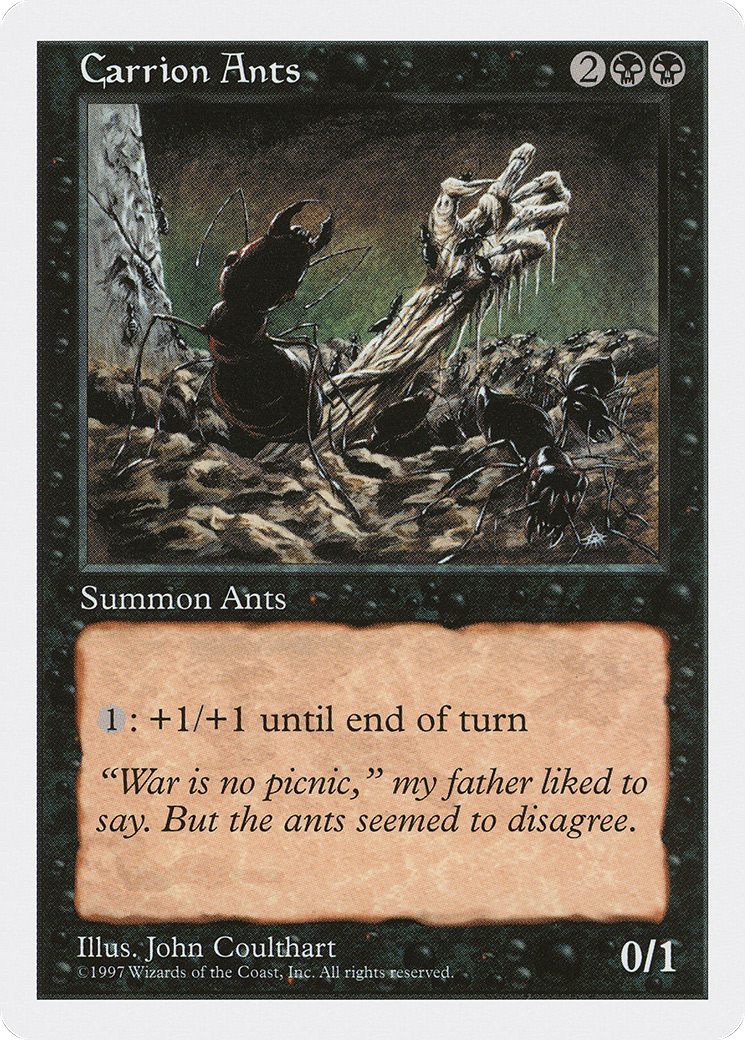 Carrion Ants 2
Summon Ants
1: +1/+1 until end of turn
“War is no picnic,” my father liked to
say. But the ants seemed to disagree.
Illus. John Coulthart
©1997 Wizards of the Coast, Inc. All rights reserved.
0/1